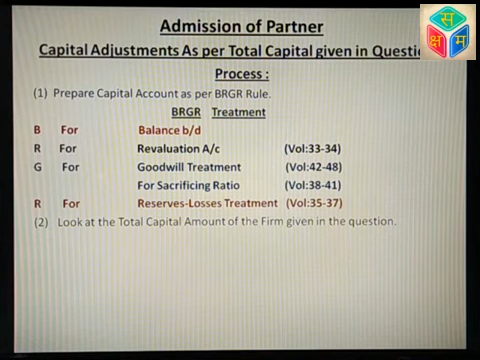 Admission of Partner
Capital Adjustments As per Total Capital given in Questio
Process :
(1) Prepare Capital Account as per BRGR Rule.
BRGR Treatment
B For Balance b/d
R For Revaluation A/c (Vol:33-34)
G For Goodwill Treatment (Vol:42-48)
For Sacrificing Ratio (Vol:38-41)
R For Reserves-Losses Treatment (Vol:35-37)
(2) Look at the Total Capital Amount of the Firm given in the question.
स
क्ष म